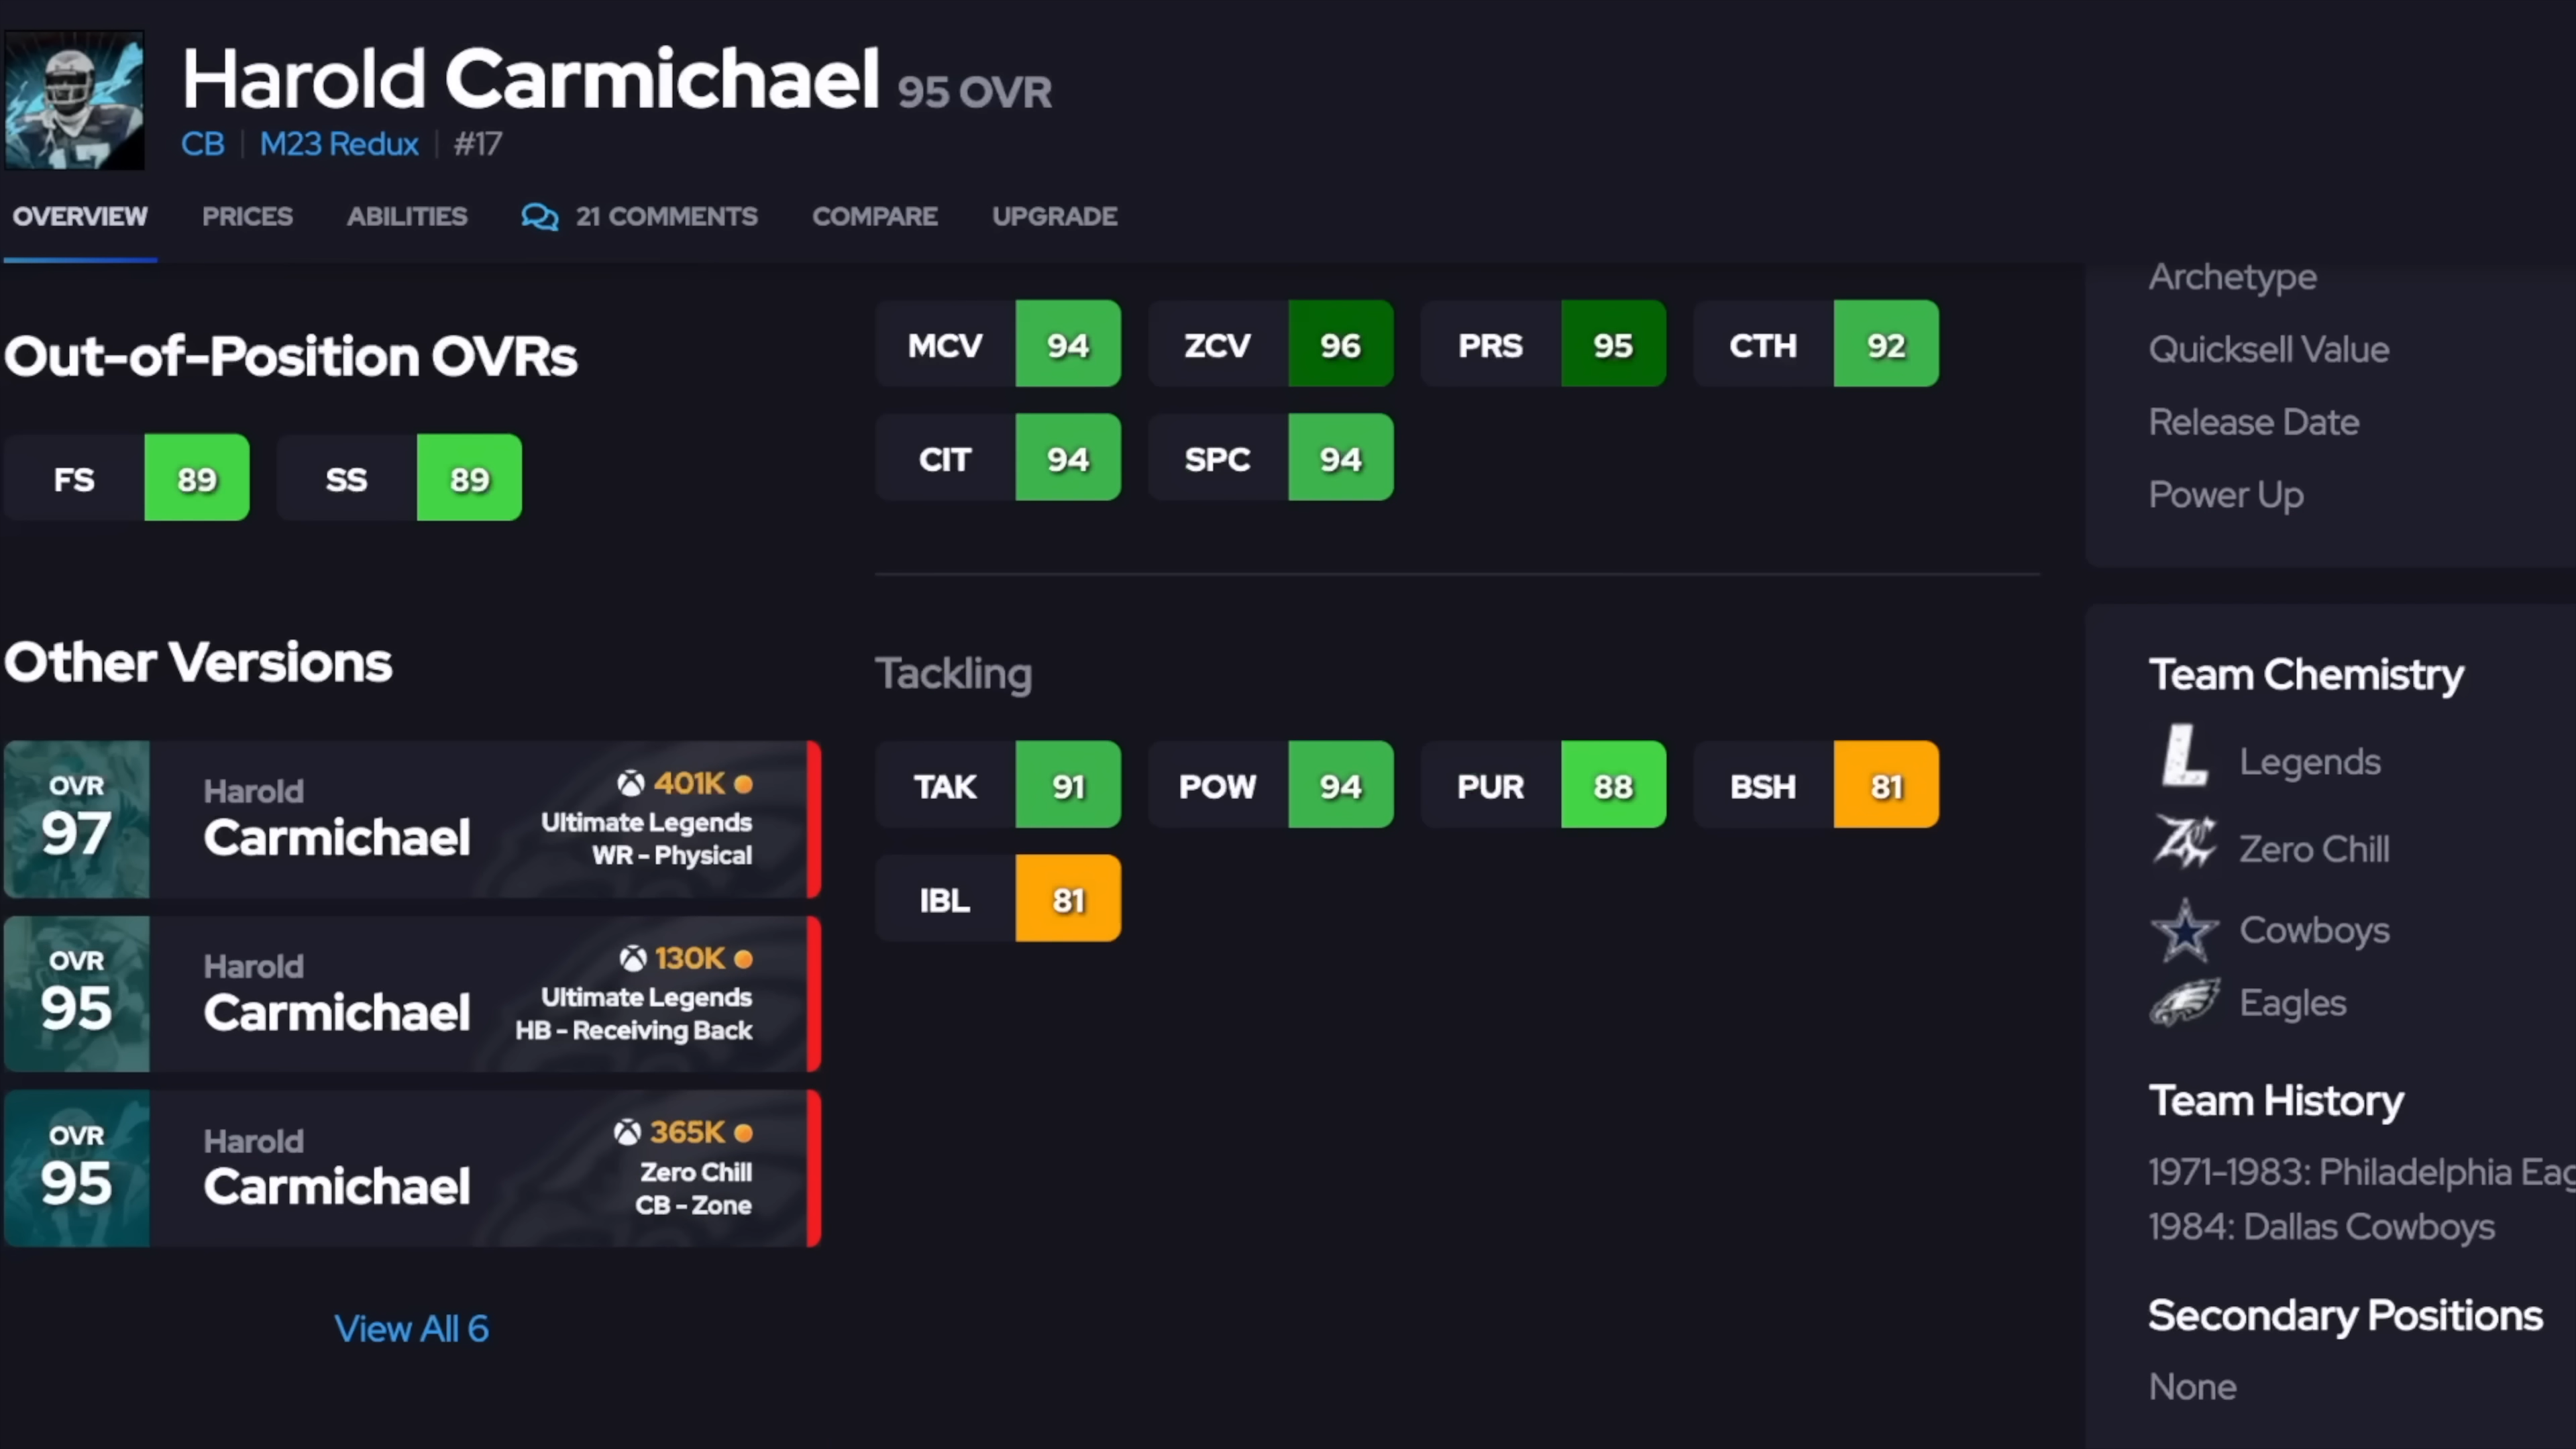 Harold Carmichael 95 OVR
CB | M23 Redux | #17
OVERVIEW PRICES ABILITIES 21 COMMENTS COMPARE UPGRADE
Out-of-Position OVRs
FS 89 SS 89
Other Versions
OVR 97
Harold
Carmichael
401K
Ultimate Legends
WR - Physical
OVR 95
Harold
Carmichael
130K
Ultimate Legends
HB - Receiving Back
OVR 95
Harold
Carmichael
365K
Zero Chill
CB - Zone
View All 6
MCV 94 ZCV 96 PRS 95 CTH 92
CIT 94 SPC 94
Tackling
TAK 91 POW 94 PUR 88 BSH 81
IBL 81
Archetype
Quicksell Value
Release Date
Power Up
Team Chemistry
Legends
Zero Chill
Cowboys
Eagles
Team History
1971-1983: Philadelphia Eag
1984: Dallas Cowboys
Secondary Positions
None